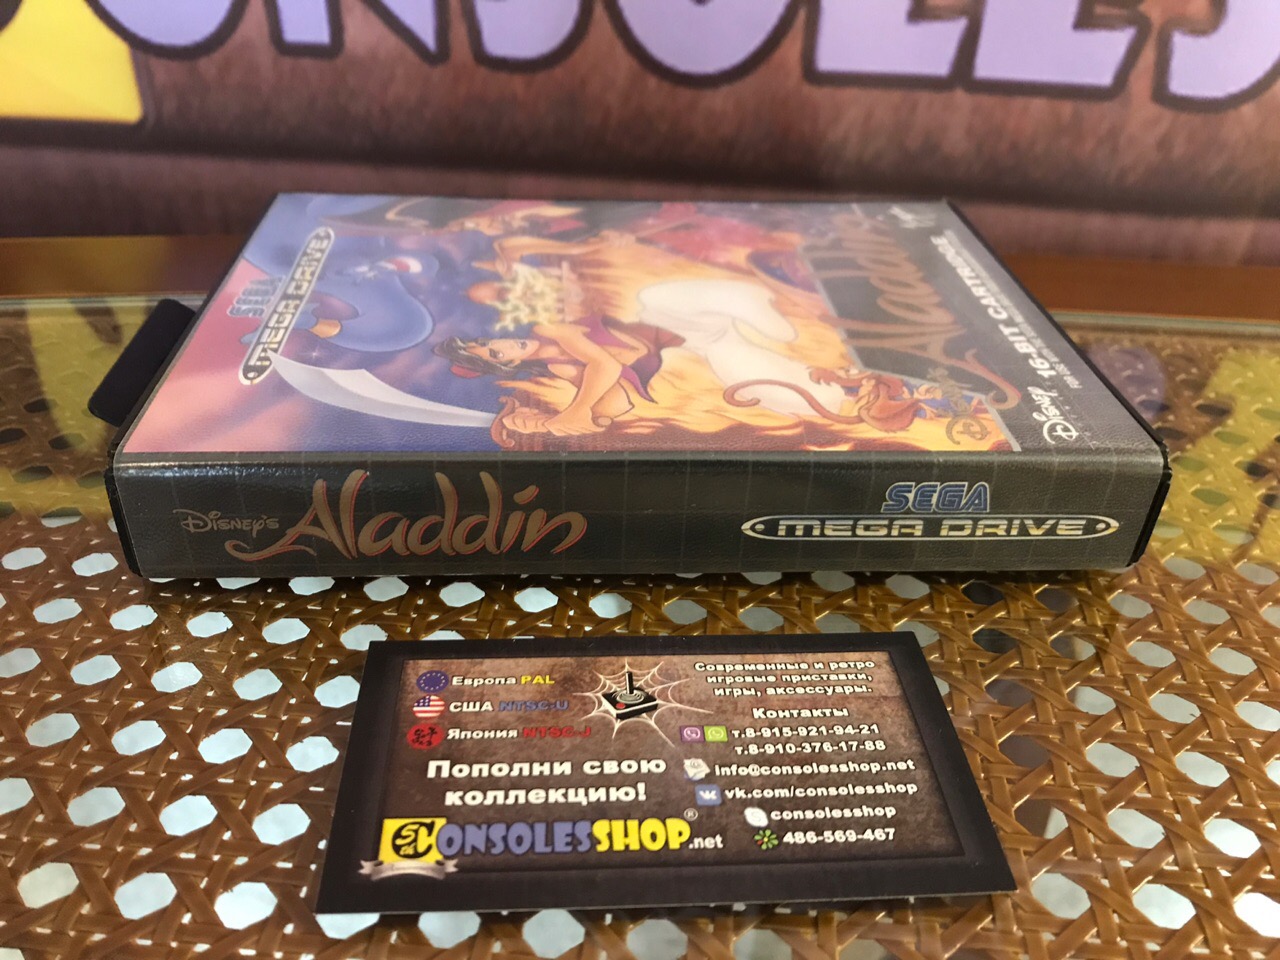 CONSOLES
SEGA
MEGA DRIVE
Disney's
Aladdin
16-BIT CARTRIDGE
Disney's Aladdin
SEGA
MEGA DRIVE
Европа PAL
США NTSC-U
Япония NTSC-J
Пополни свою
коллекцию!
CONSOLESSHOP®.net
Современные и ретро
игровые приставки,
игры, аксессуары.
Контакты
т.8-915-921-94-21
т.8-910-376-17-88
info@consolesshop.net
vk.com/consolesshop
consolesshop
486-569-467